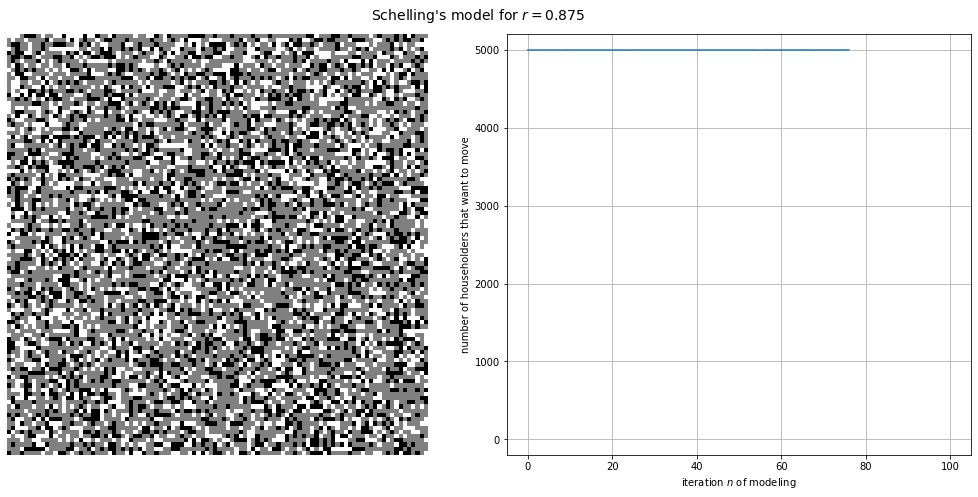 Schelling's model for r = 0.875
number of householders that want to move
5000
4000
3000
2000
1000
0
0 20 40 60 80 100
iteration n of modeling